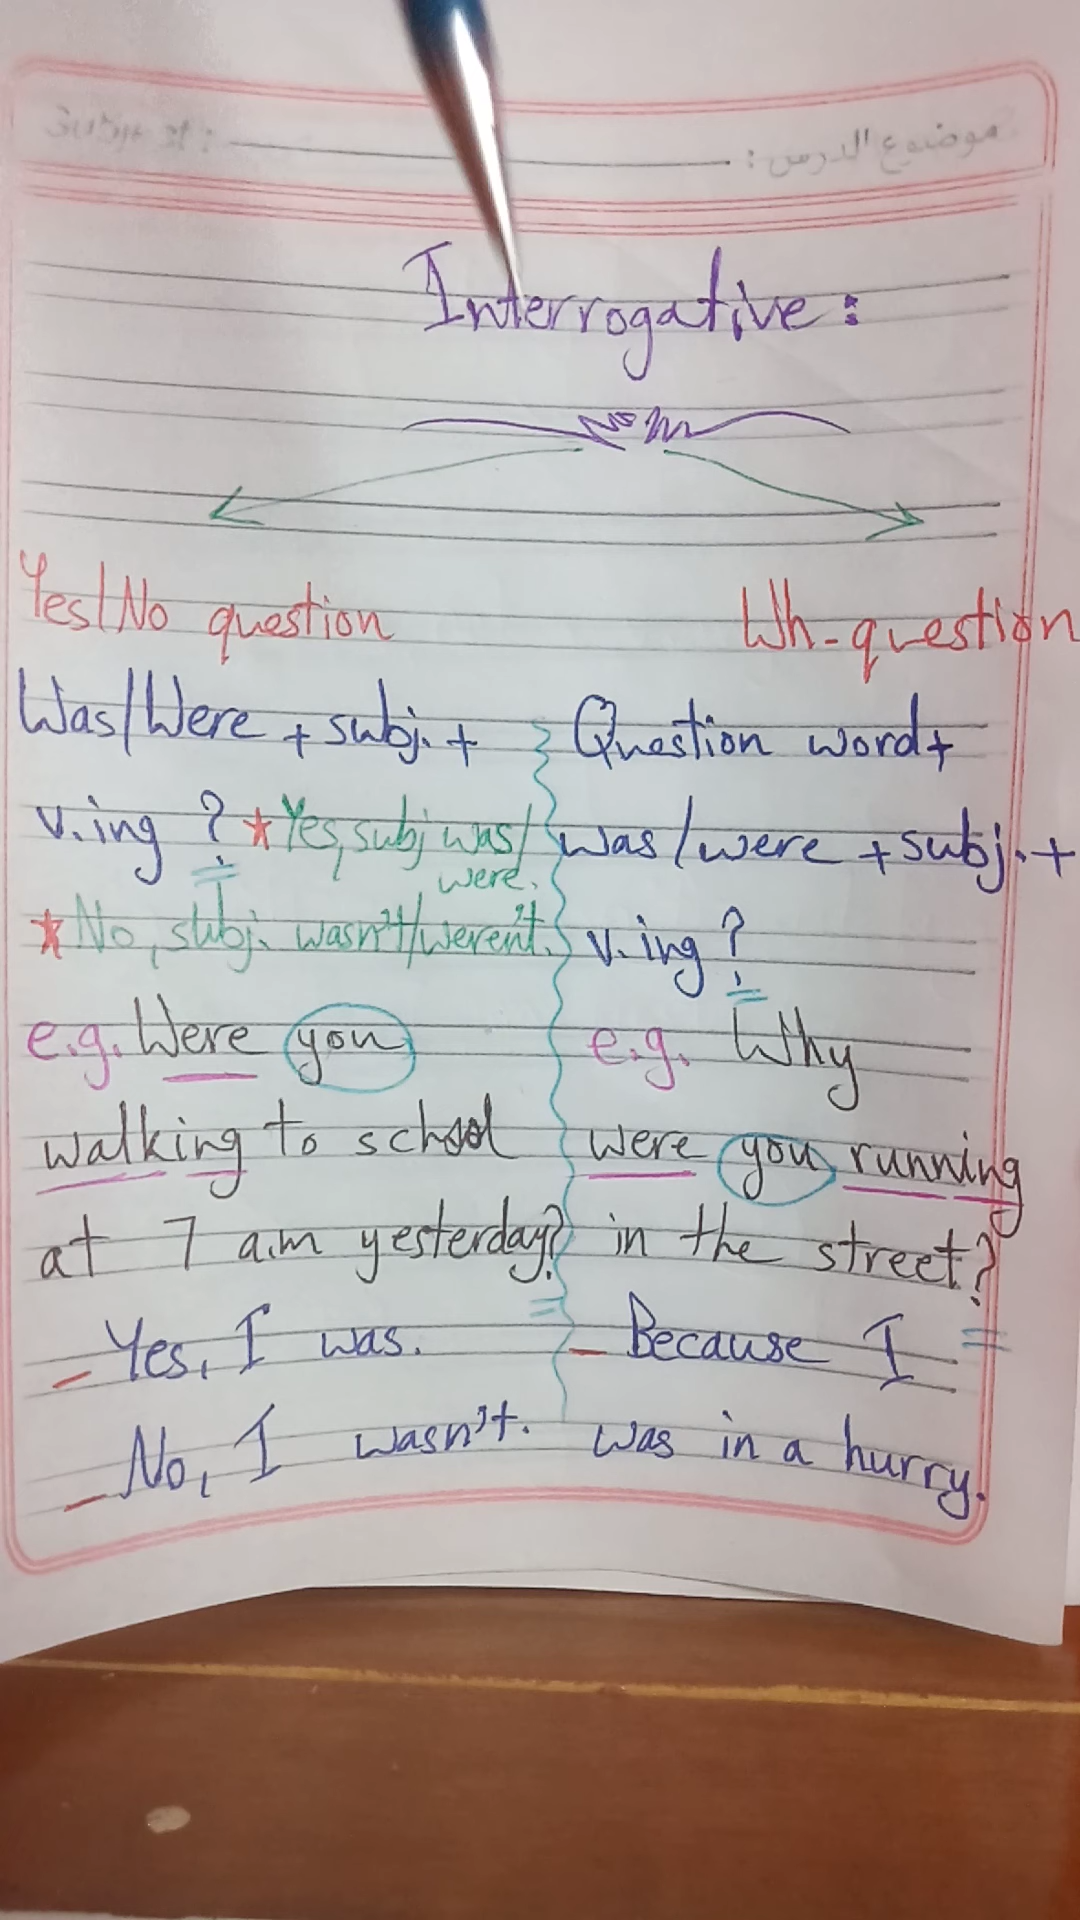 موضوع الدرس :
Interrogative :
Yes/No question
Was/Were + subj. +
v.ing ? * Yes, subj was/
were.
* No, subj. wasn't/weren't.
e.g. Were you
walking to school
at 7 a.m yesterday?
- Yes, I was.
- No, I wasn't.
Wh-question
Question word +
was / were + subj. +
v.ing ?
e.g. Why
were you running
in the street?
- Because I
was in a hurry.